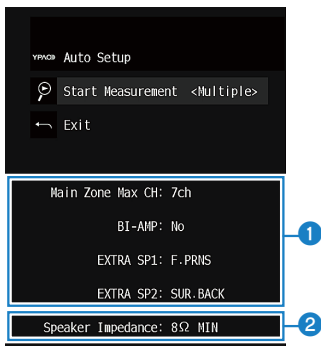 YPAO Auto Setup
Start Measurement <Multiple>
Exit
Main Zone Max CH: 7ch
BI-AMP: No
1
EXTRA SP1: F.PRNS
EXTRA SP2: SUR.BACK
Speaker Impedance: 8Ω MIN
2